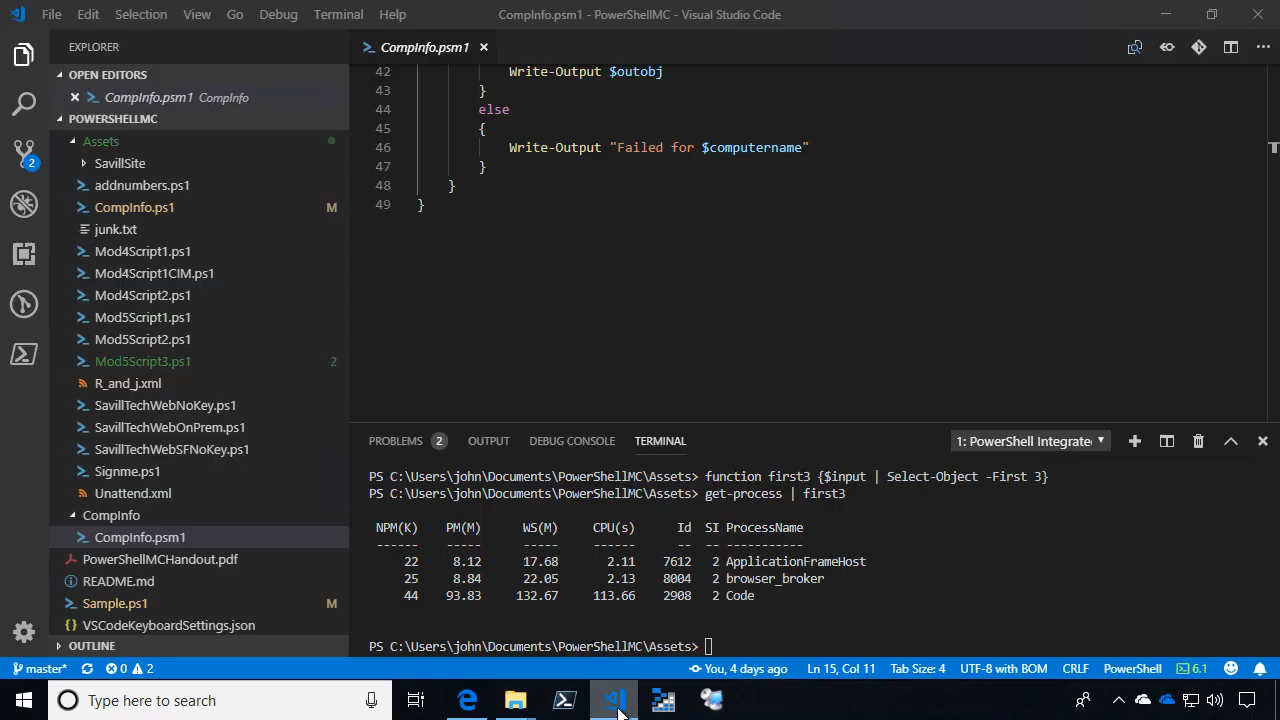 File Edit Selection View Go Debug Terminal Help CompInfo.psm1 - PowerShellMC - Visual Studio Code
EXPLORER
CompInfo.psm1
OPEN EDITORS
CompInfo.psm1 CompInfo
POWERSHELLMC
Assets
SavillSite
addnumbers.ps1
CompInfo.ps1 M
junk.txt
Mod4Script1.ps1
Mod4Script1CIM.ps1
Mod4Script2.ps1
Mod5Script1.ps1
Mod5Script2.ps1
Mod5Script3.ps1 2
R_and_j.xml
SavillTechWebNoKey.ps1
SavillTechWebOnPrem.ps1
SavillTechWebSFNoKey.ps1
Signme.ps1
Unattend.xml
CompInfo
CompInfo.psm1
PowerShellMCHandout.pdf
README.md
Sample.ps1 M
VSCodeKeyboardSettings.json
OUTLINE
2
42 Write-Output $outobj
43 }
44 else
45 {
46 Write-Output "Failed for $computername"
47 }
48 }
49 }
PROBLEMS 2 OUTPUT DEBUG CONSOLE TERMINAL 1: PowerShell Integrate
PS C:\Users\john\Documents\PowerShellMC\Assets> function first3 {$input | Select-Object -First 3}
PS C:\Users\john\Documents\PowerShellMC\Assets> get-process | first3
NPM(K) PM(M) WS(M) CPU(s) Id SI ProcessName
------ ----- ----- ------ -- -- -----------
22 8.12 17.68 2.11 7612 2 ApplicationFrameHost
25 8.84 22.05 2.13 8004 2 browser_broker
44 93.83 132.67 113.66 2908 2 Code
PS C:\Users\john\Documents\PowerShellMC\Assets>
master* 0 2 You, 4 days ago Ln 15, Col 11 Tab Size: 4 UTF-8 with BOM CRLF PowerShell 6.1
Type here to search